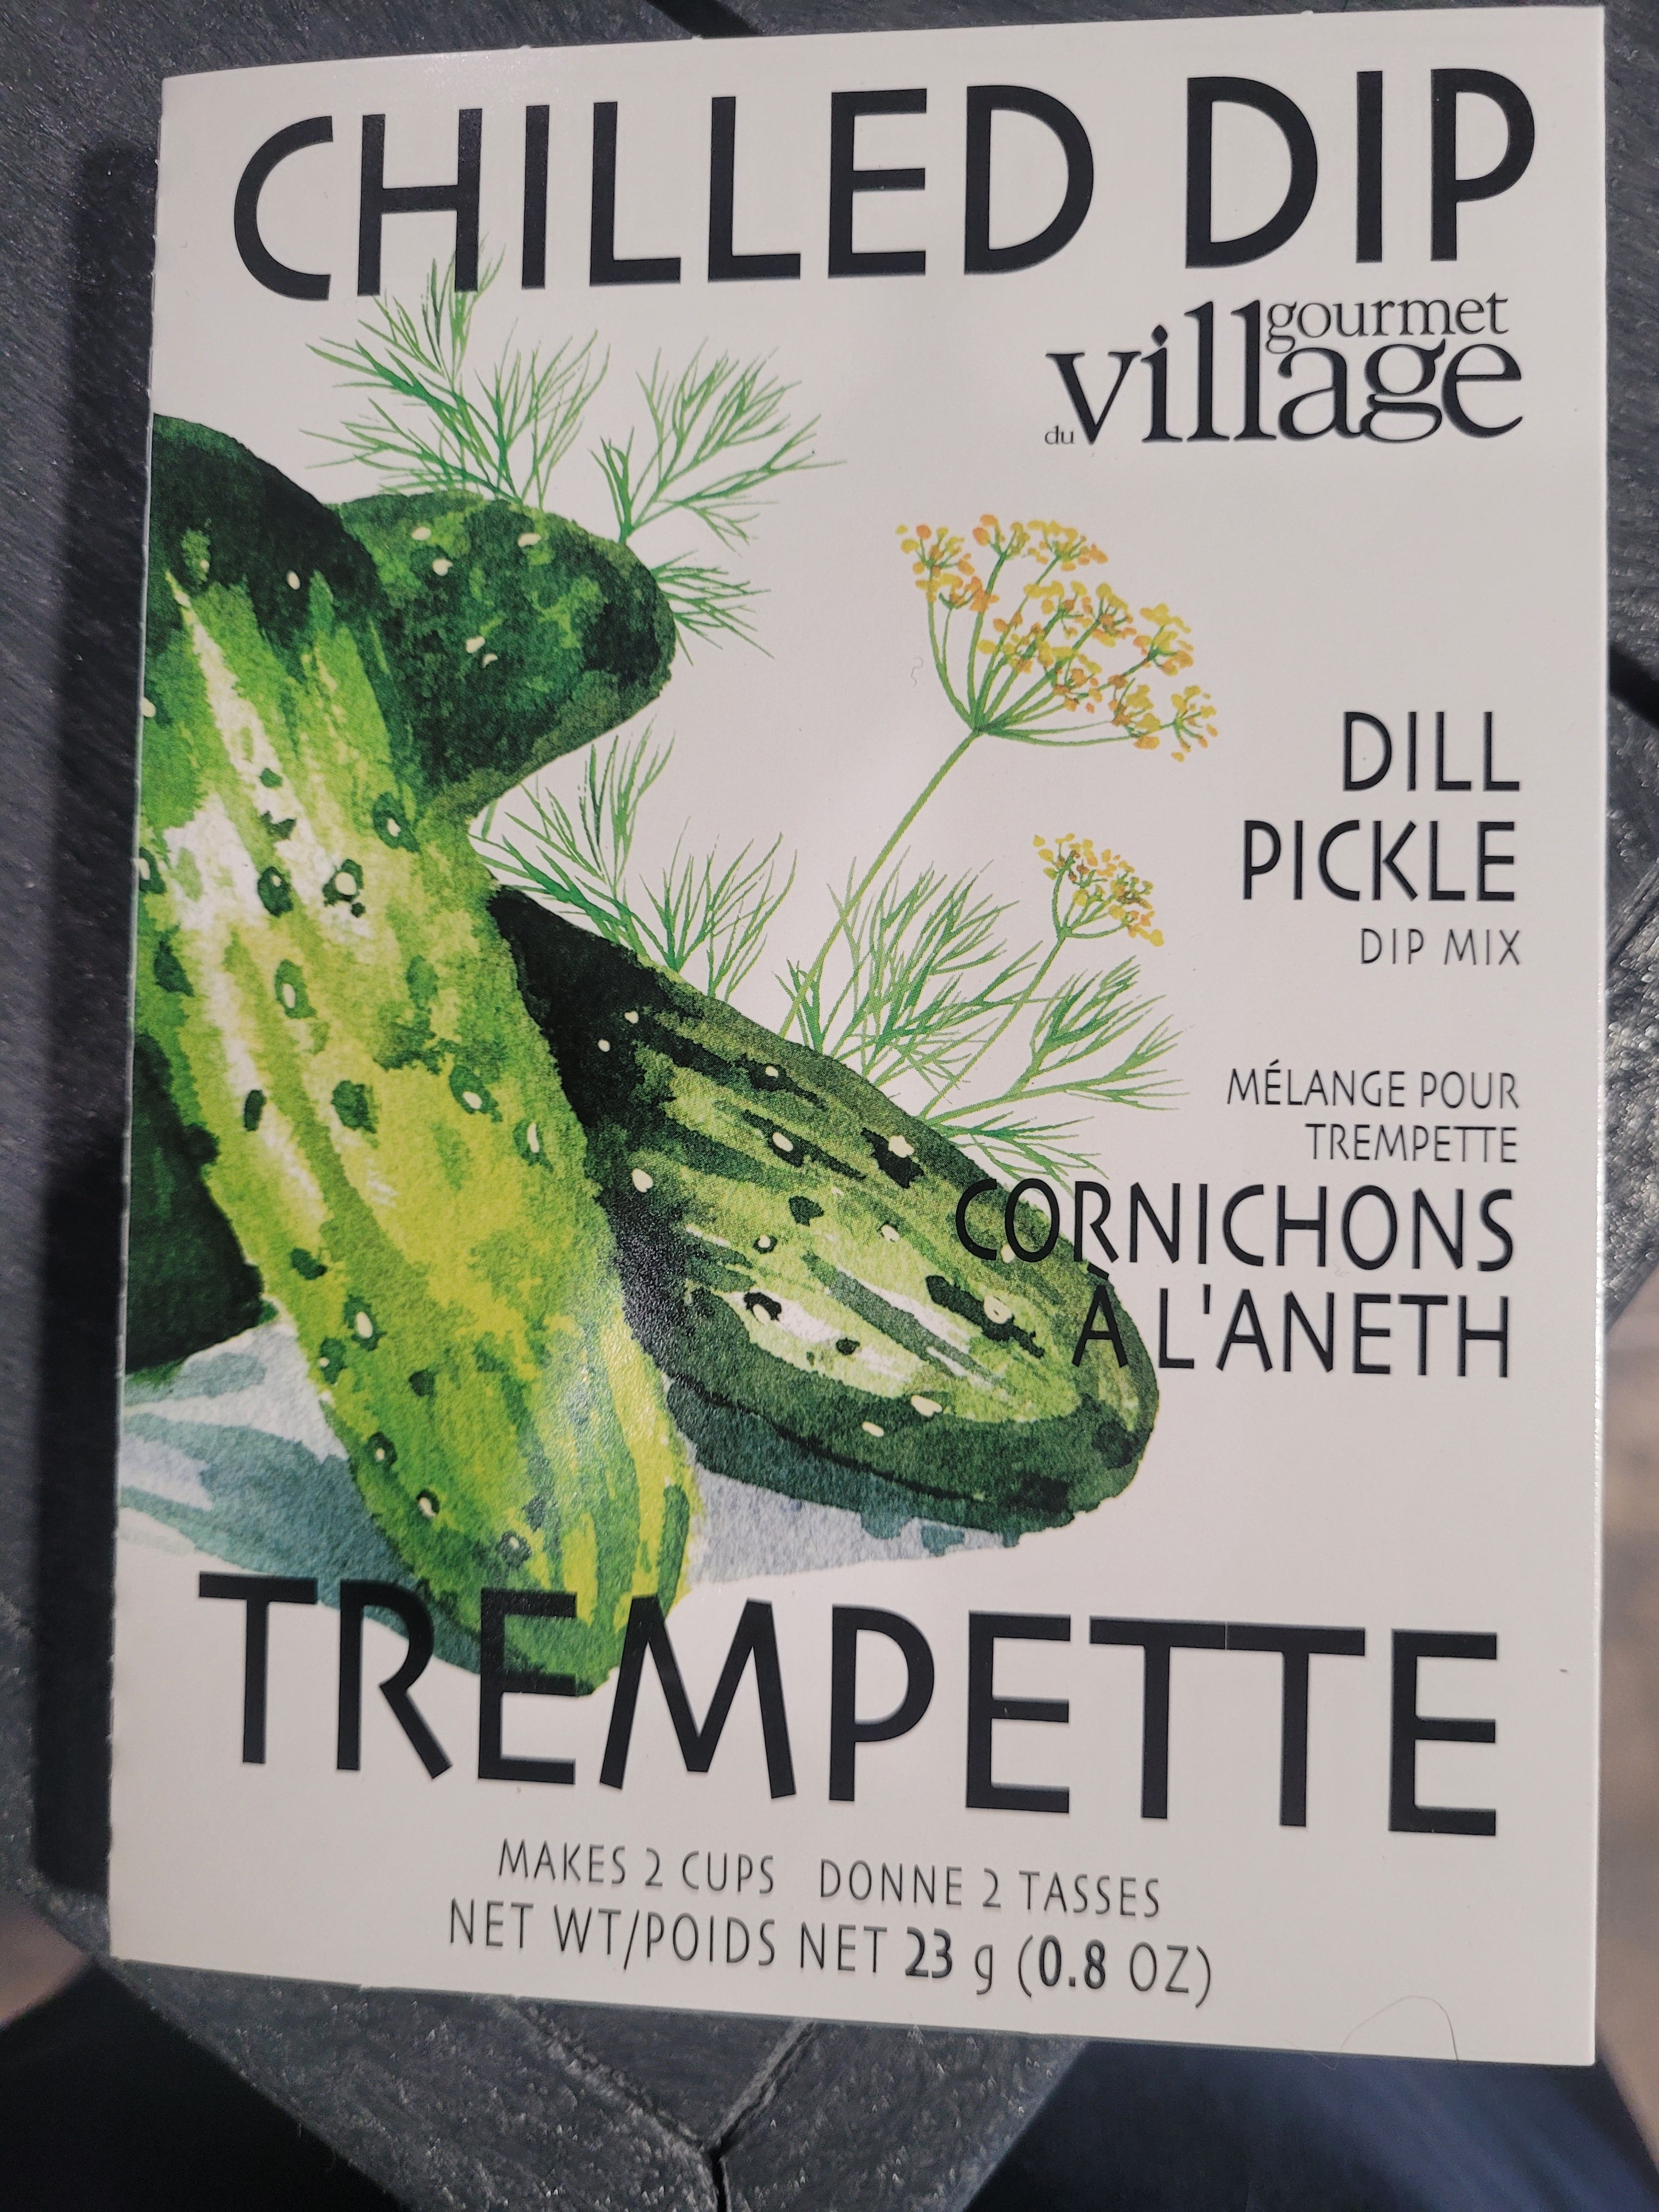 CHILLED DIP
gourmet
du village
DILL
PICKLE
DIP MIX
MÉLANGE POUR
TREMPETTE
CORNICHONS
À L'ANETH
TREMPETTE
MAKES 2 CUPS DONNE 2 TASSES
NET WT/POIDS NET 23 g (0.8 OZ)